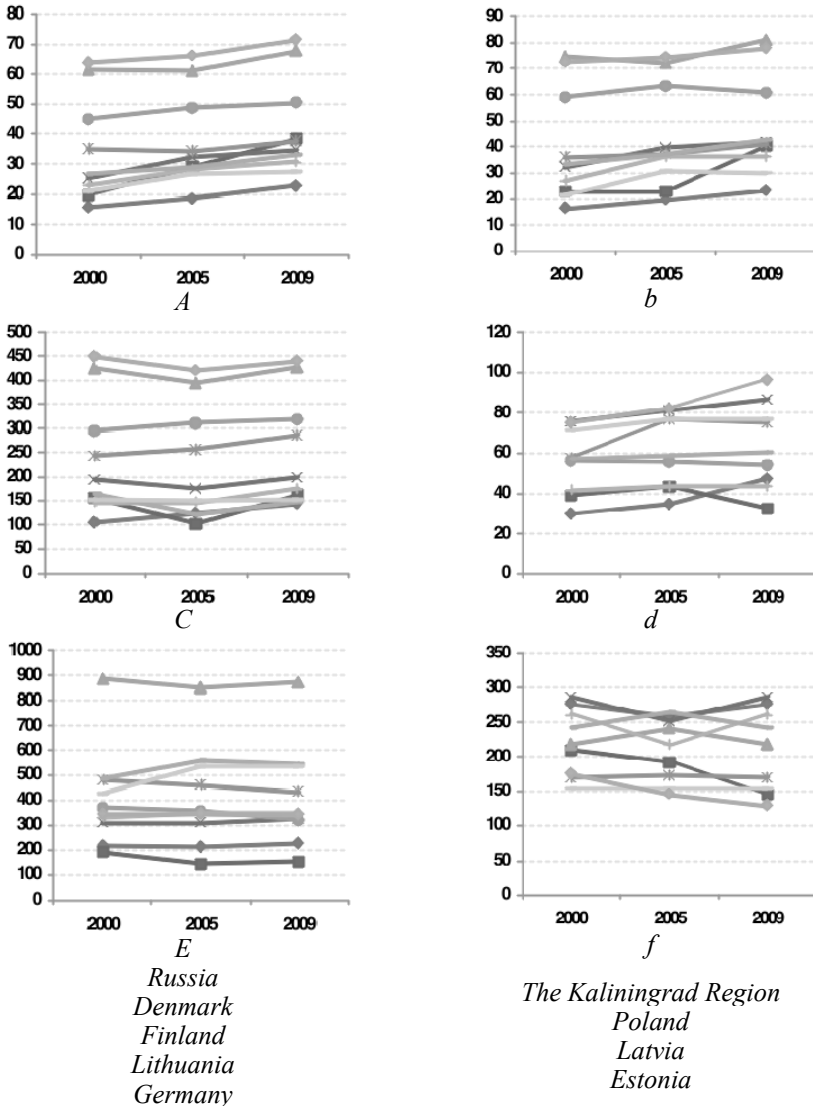 80
70
60
50
40
30
20
10
0
2000 2005 2009
A
90
80
70
60
50
40
30
20
10
0
2000 2005 2009
b
500
450
400
350
300
250
200
150
100
50
0
2000 2005 2009
C
120
100
80
60
40
20
0
2000 2005 2009
d
1000
900
800
700
600
500
400
300
200
100
0
2000 2005 2009
E
350
300
250
200
150
100
50
0
2000 2005 2009
f
Russia
Denmark
Finland
Lithuania
Germany
The Kaliningrad Region
Poland
Latvia
Estonia